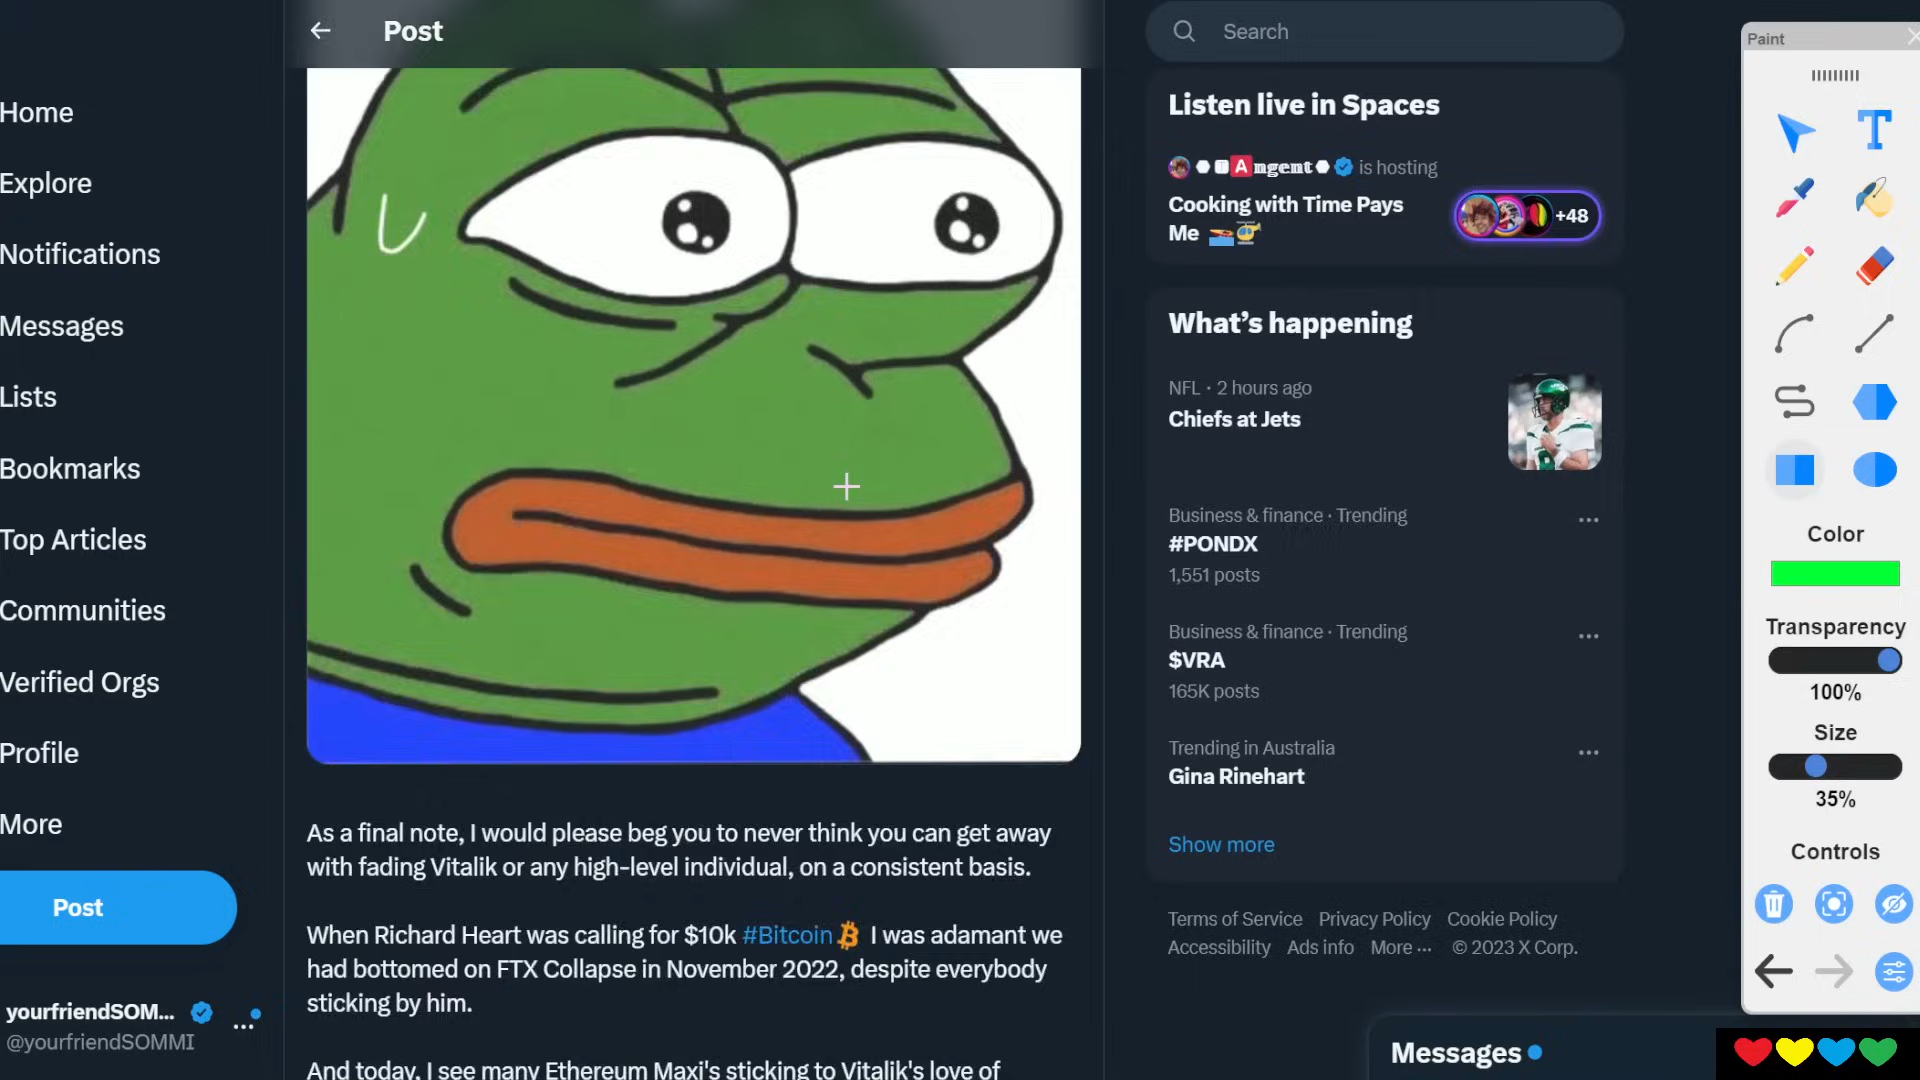 Post
Home
Explore
Notifications
Messages
Lists
Bookmarks
Top Articles
Communities
Verified Orgs
Profile
More
Post
yourfriendSOM...
@yourfriendSOMMI
As a final note, I would please beg you to never think you can get away
with fading Vitalik or any high-level individual, on a consistent basis.
When Richard Heart was calling for $10k #Bitcoin I was adamant we
had bottomed on FTX Collapse in November 2022, despite everybody
sticking by him.
And today, I see many Ethereum Maxi's sticking to Vitalik's love of
Search
Listen live in Spaces
🅰ngent is hosting
Cooking with Time Pays
Me
+48
What's happening
NFL · 2 hours ago
Chiefs at Jets
Business & finance · Trending
#PONDX
1,551 posts
Business & finance · Trending
$VRA
165K posts
Trending in Australia
Gina Rinehart
Show more
Terms of Service Privacy Policy Cookie Policy
Accessibility Ads info More ··· © 2023 X Corp.
Messages
Paint
T
Color
Transparency
100%
Size
35%
Controls